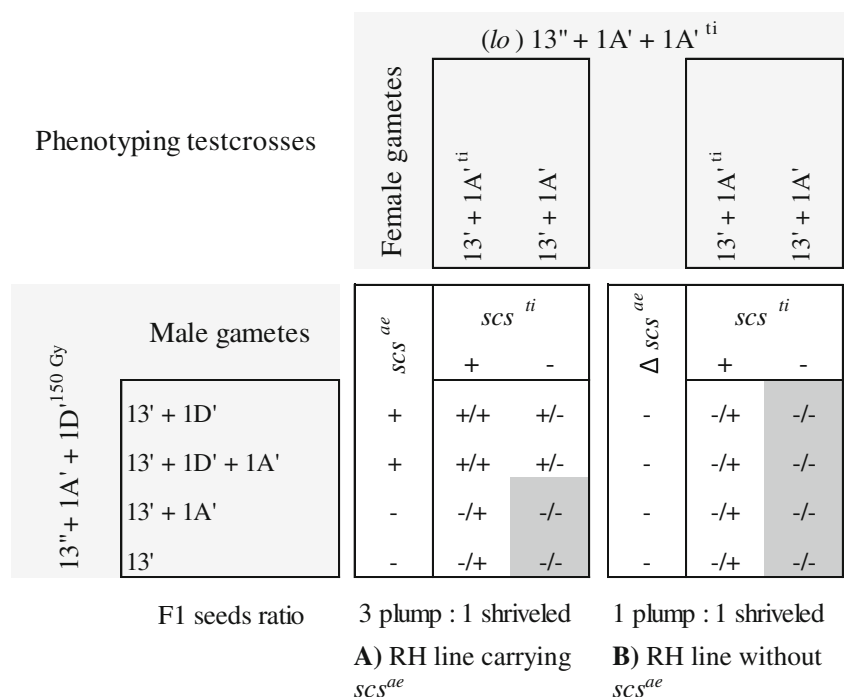 (lo) 13" + 1A' + 1A' ti
Phenotyping testcrosses
Female gametes
13' + 1A' ti
13' + 1A'
13' + 1A' ti
13' + 1A'
13"+ 1A' + 1D' 150 Gy
Male gametes
scs ae
scs ti
+ -
Δ scs ae
scs ti
+ -
13' + 1D' + +/+ +/- - -/+ -/-
13' + 1D' + 1A' + +/+ +/- - -/+ -/-
13' + 1A' - -/+ -/- - -/+ -/-
13' - -/+ -/- - -/+ -/-
F1 seeds ratio 3 plump : 1 shriveled 1 plump : 1 shriveled
A) RH line carrying
scs ae
B) RH line without
scs ae